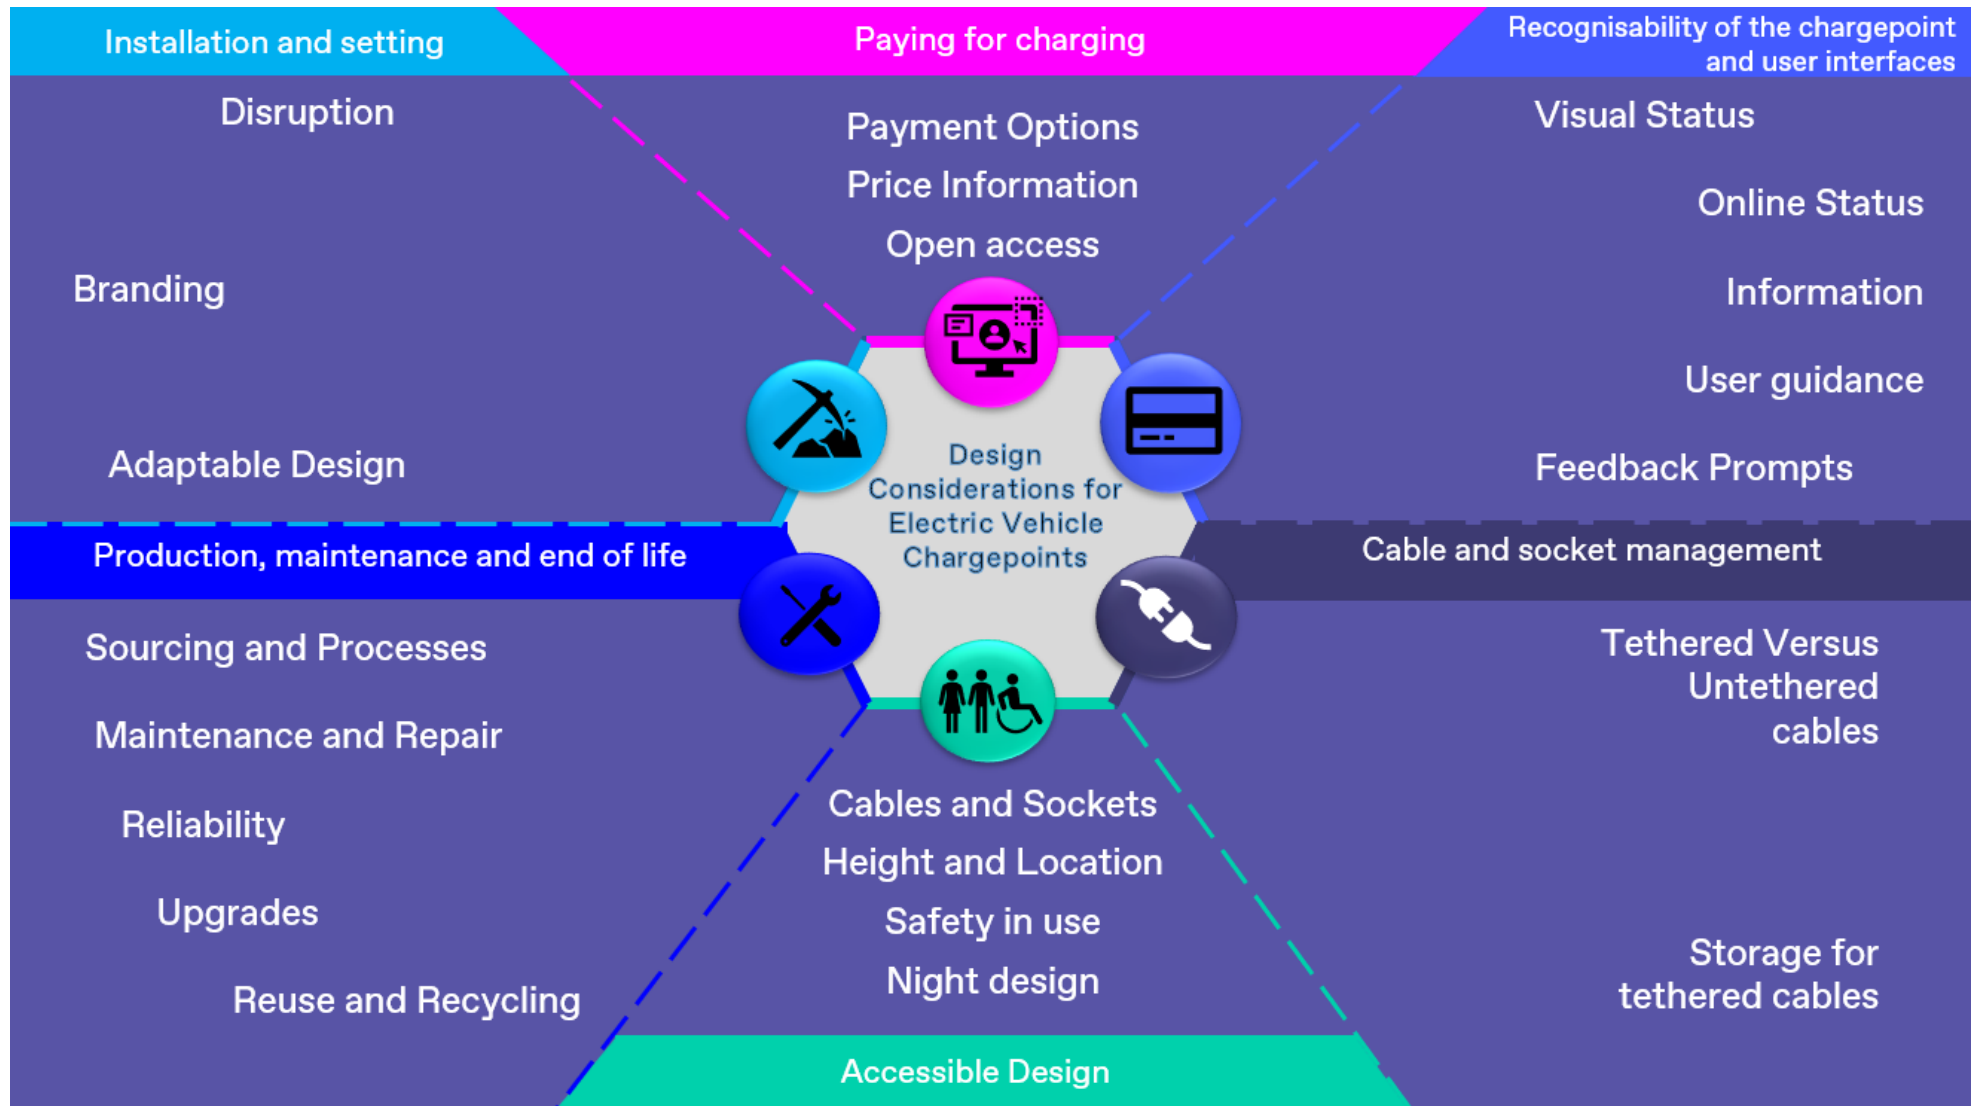 Installation and setting
Disruption
Branding
Adaptable Design
Paying for charging
Payment Options
Price Information
Open access
Recognisability of the chargepoint
and user interfaces
Visual Status
Online Status
Information
User guidance
Feedback Prompts
Design
Considerations for
Electric Vehicle
Chargepoints
Production, maintenance and end of life
Sourcing and Processes
Maintenance and Repair
Reliability
Upgrades
Reuse and Recycling
Cables and Sockets
Height and Location
Safety in use
Night design
Accessible Design
Cable and socket management
Tethered Versus
Untethered
cables
Storage for
tethered cables